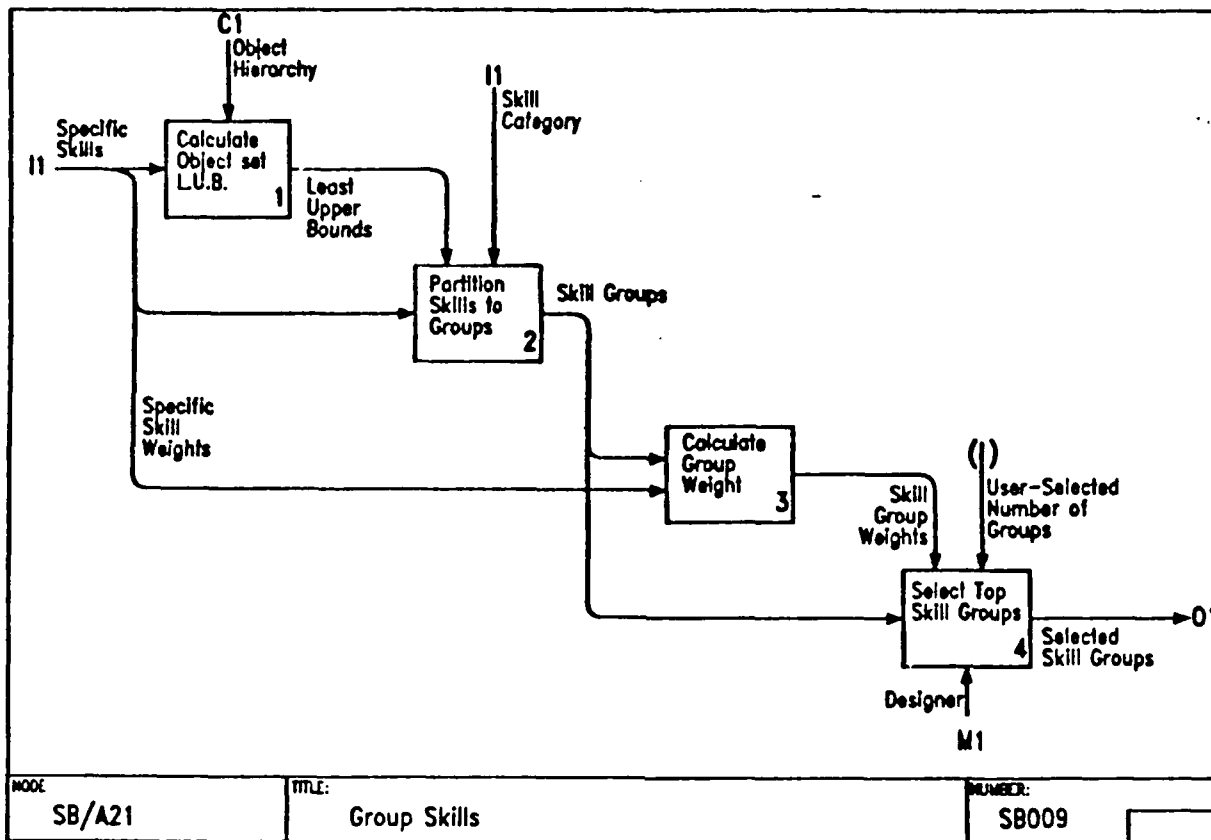 C1
Object
Hierarchy
I1
Skill
Category
Specific
Skills
I1
Calculate
Object set
L.U.B.
1
Least
Upper
Bounds
Partition
Skills to
Groups
2
Skill Groups
Specific
Skill
Weights
Calculate
Group
Weight
3
Skill
Group
Weights
( )
User-Selected
Number of
Groups
Select Top
Skill Groups
4
Selected
Skill Groups
Designer
M1
NODE
SB/A21
TITLE:
Group Skills
NUMBER:
SB009